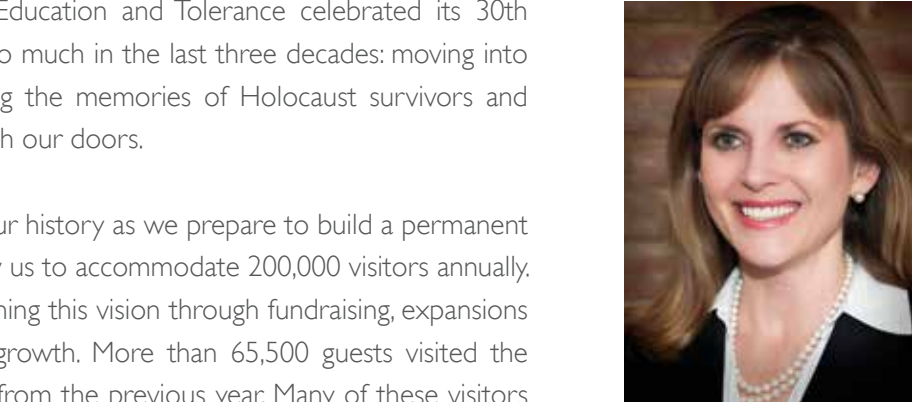 Education and Tolerance celebrated its 30th
o much in the last three decades: moving into
g the memories of Holocaust survivors and
h our doors.
ur history as we prepare to build a permanent
us to accommodate 200,000 visitors annually.
ning this vision through fundraising, expansions
growth. More than 65,500 guests visited the
from the previous year. Many of these visitors